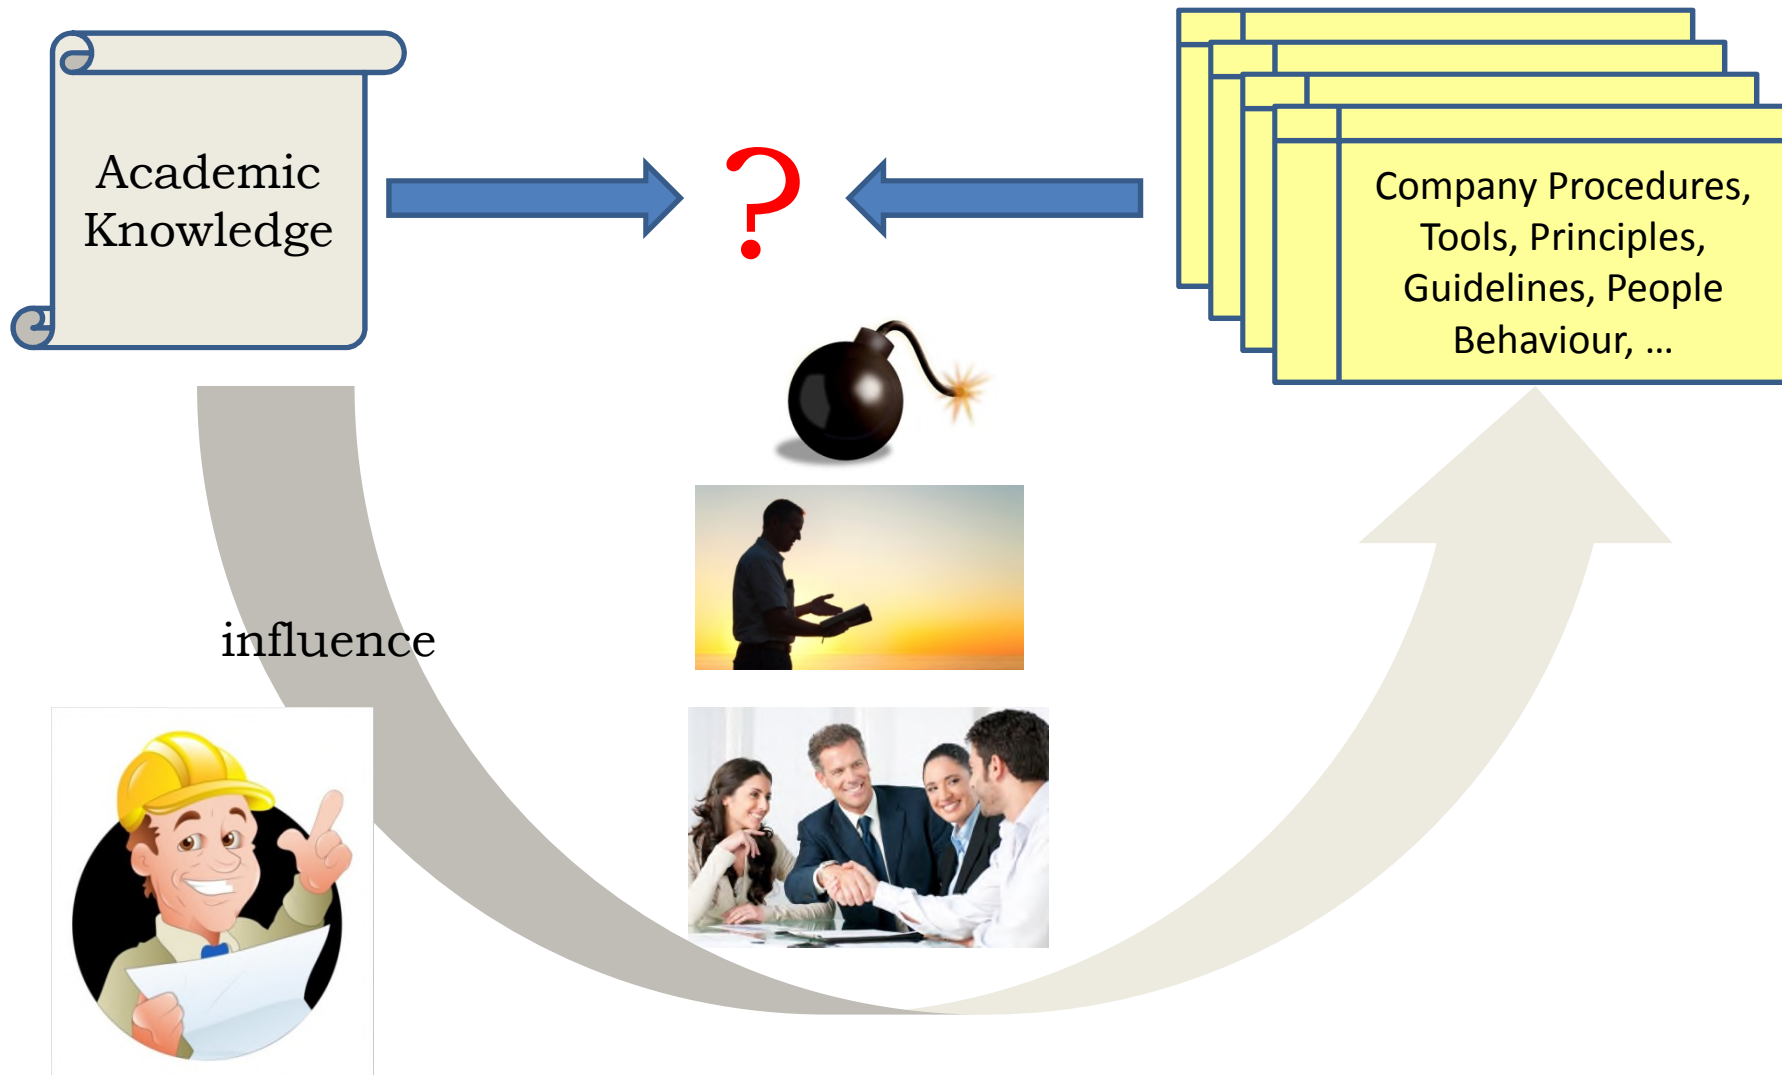 Academic
Knowledge
?
Company Procedures,
Tools, Principles,
Guidelines, People
Behaviour, ...
influence